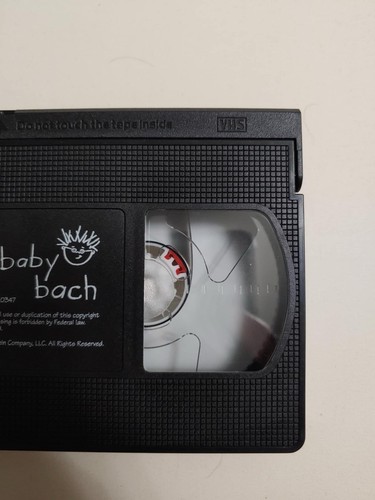 Do not touch the tape inside
VHS
baby
bach
0347
use or duplication of this copyright
is forbidden by Federal law.
Company, LLC. All Rights Reserved.